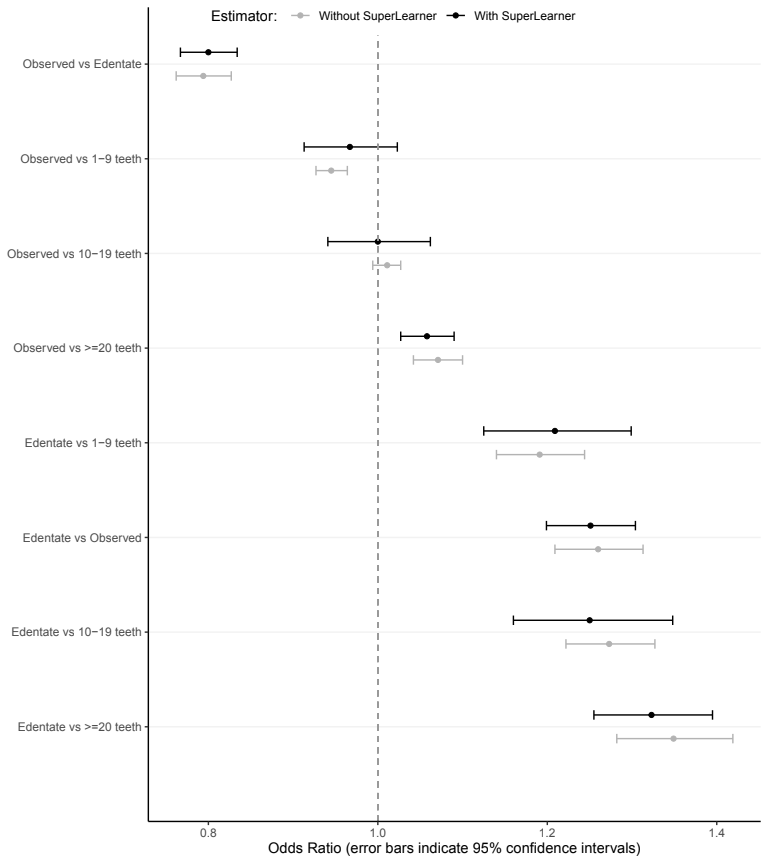 Estimator: Without SuperLearner With SuperLearner
Observed vs Edentate
Observed vs 1−9 teeth
Observed vs 10−19 teeth
Observed vs >=20 teeth
Edentate vs 1−9 teeth
Edentate vs Observed
Edentate vs 10−19 teeth
Edentate vs >=20 teeth
0.8 1.0 1.2 1.4
Odds Ratio (error bars indicate 95% confidence intervals)